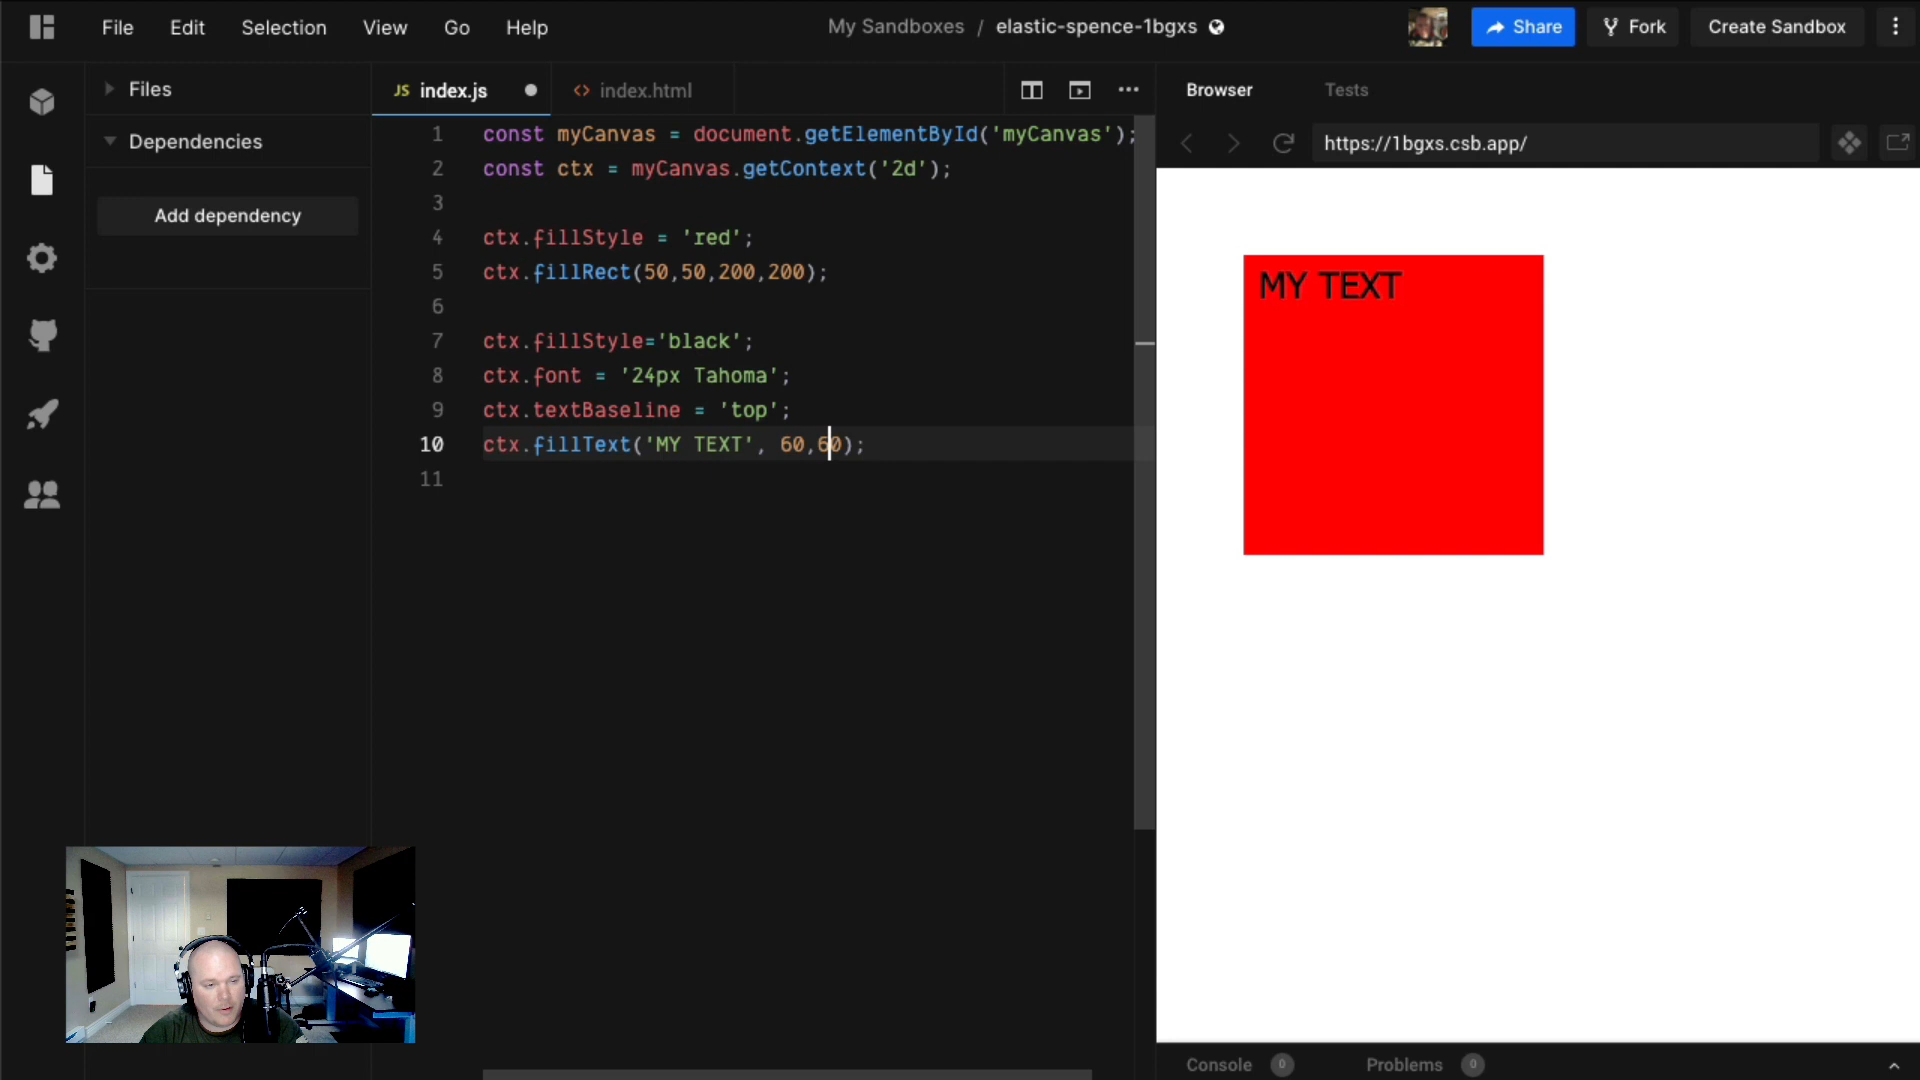 File Edit Selection View Go Help My Sandboxes / elastic-spence-1bgxs Share Fork Create Sandbox
Files
Dependencies
Add dependency
JS index.js <> index.html
1 const myCanvas = document.getElementById('myCanvas');
2 const ctx = myCanvas.getContext('2d');
3
4 ctx.fillStyle = 'red';
5 ctx.fillRect(50,50,200,200);
6
7 ctx.fillStyle='black';
8 ctx.font = '24px Tahoma';
9 ctx.textBaseline = 'top';
10 ctx.fillText('MY TEXT', 60,60);
11
Browser Tests
https://1bgxs.csb.app/
MY TEXT
Console 0 Problems 0